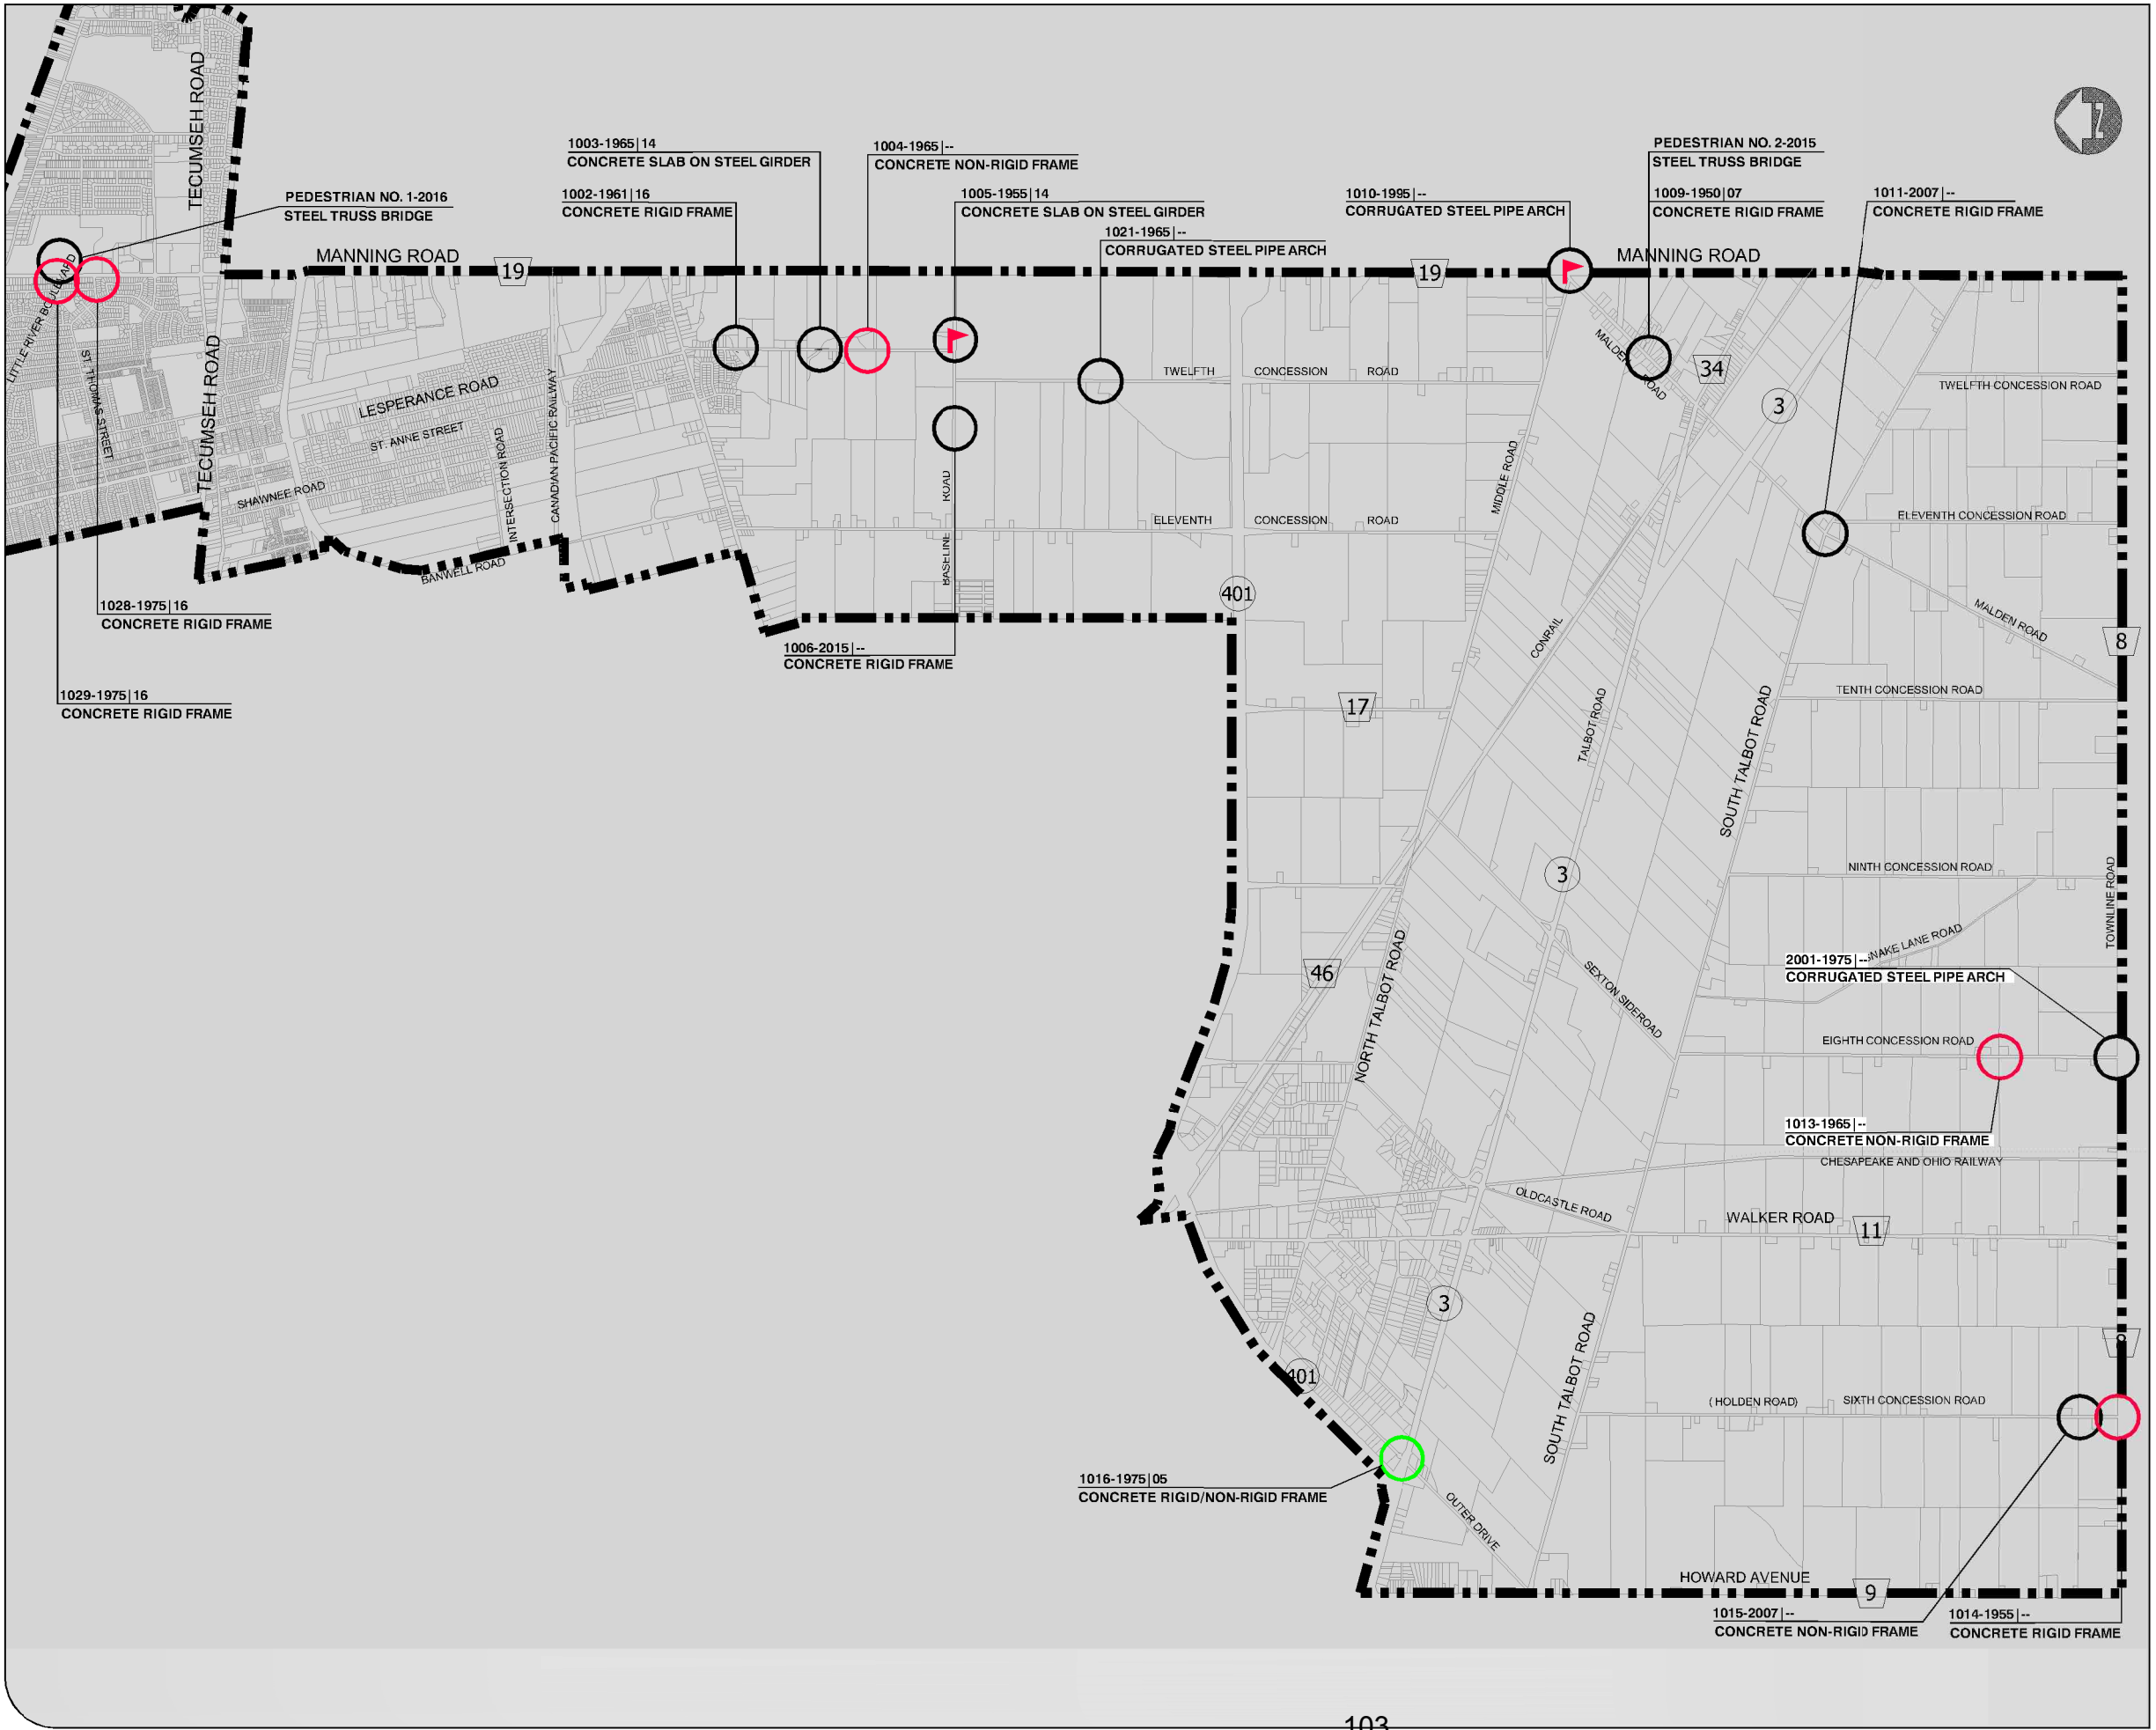 TECUMSEH ROAD
N
1003-1965|14
CONCRETE SLAB ON STEEL GIRDER
1004-1965|--
CONCRETE NON-RIGID FRAME
PEDESTRIAN NO. 2-2015
STEEL TRUSS BRIDGE
PEDESTRIAN NO. 1-2016
STEEL TRUSS BRIDGE
1002-1961|16
CONCRETE RIGID FRAME
1005-1955|14
CONCRETE SLAB ON STEEL GIRDER
1010-1995|--
CORRUGATED STEEL PIPE ARCH
1009-1950|07
CONCRETE RIGID FRAME
1011-2007|--
CONCRETE RIGID FRAME
1021-1965|--
CORRUGATED STEEL PIPE ARCH
MANNING ROAD
19
19
MANNING ROAD
LITTLE RIVER BOULEVARD
ST. THOMAS STREET
TECUMSEH ROAD
LESPERANCE ROAD
ST. ANNE STREET
SHAWNEE ROAD
INTERSECTION ROAD
CANADIAN PACIFIC RAILWAY
BANWELL ROAD
TWELFTH CONCESSION ROAD
MALDEN ROAD
34
3
TWELFTH CONCESSION ROAD
BASELINE ROAD
ELEVENTH CONCESSION ROAD
MIDDLE ROAD
ELEVENTH CONCESSION ROAD
401
1028-1975|16
CONCRETE RIGID FRAME
1006-2015|--
CONCRETE RIGID FRAME
1029-1975|16
CONCRETE RIGID FRAME
CONRAIL
MALDEN ROAD
8
17
TALBOT ROAD
SOUTH TALBOT ROAD
TENTH CONCESSION ROAD
3
NINTH CONCESSION ROAD
TOWNLINE ROAD
46
NORTH TALBOT ROAD
SEXTON SIDEROAD
NAKE LANE ROAD
2001-1975|--
CORRUGATED STEEL PIPE ARCH
EIGHTH CONCESSION ROAD
1013-1965|--
CONCRETE NON-RIGID FRAME
CHESAPEAKE AND OHIO RAILWAY
OLDCASTLE ROAD
WALKER ROAD
11
3
8
401
SOUTH TALBOT ROAD
( HOLDEN ROAD) SIXTH CONCESSION ROAD
1016-1975|05
CONCRETE RIGID/NON-RIGID FRAME
OUTER DRIVE
HOWARD AVENUE
9
1015-2007|--
CONCRETE NON-RIGID FRAME
1014-1955|--
CONCRETE RIGID FRAME
103